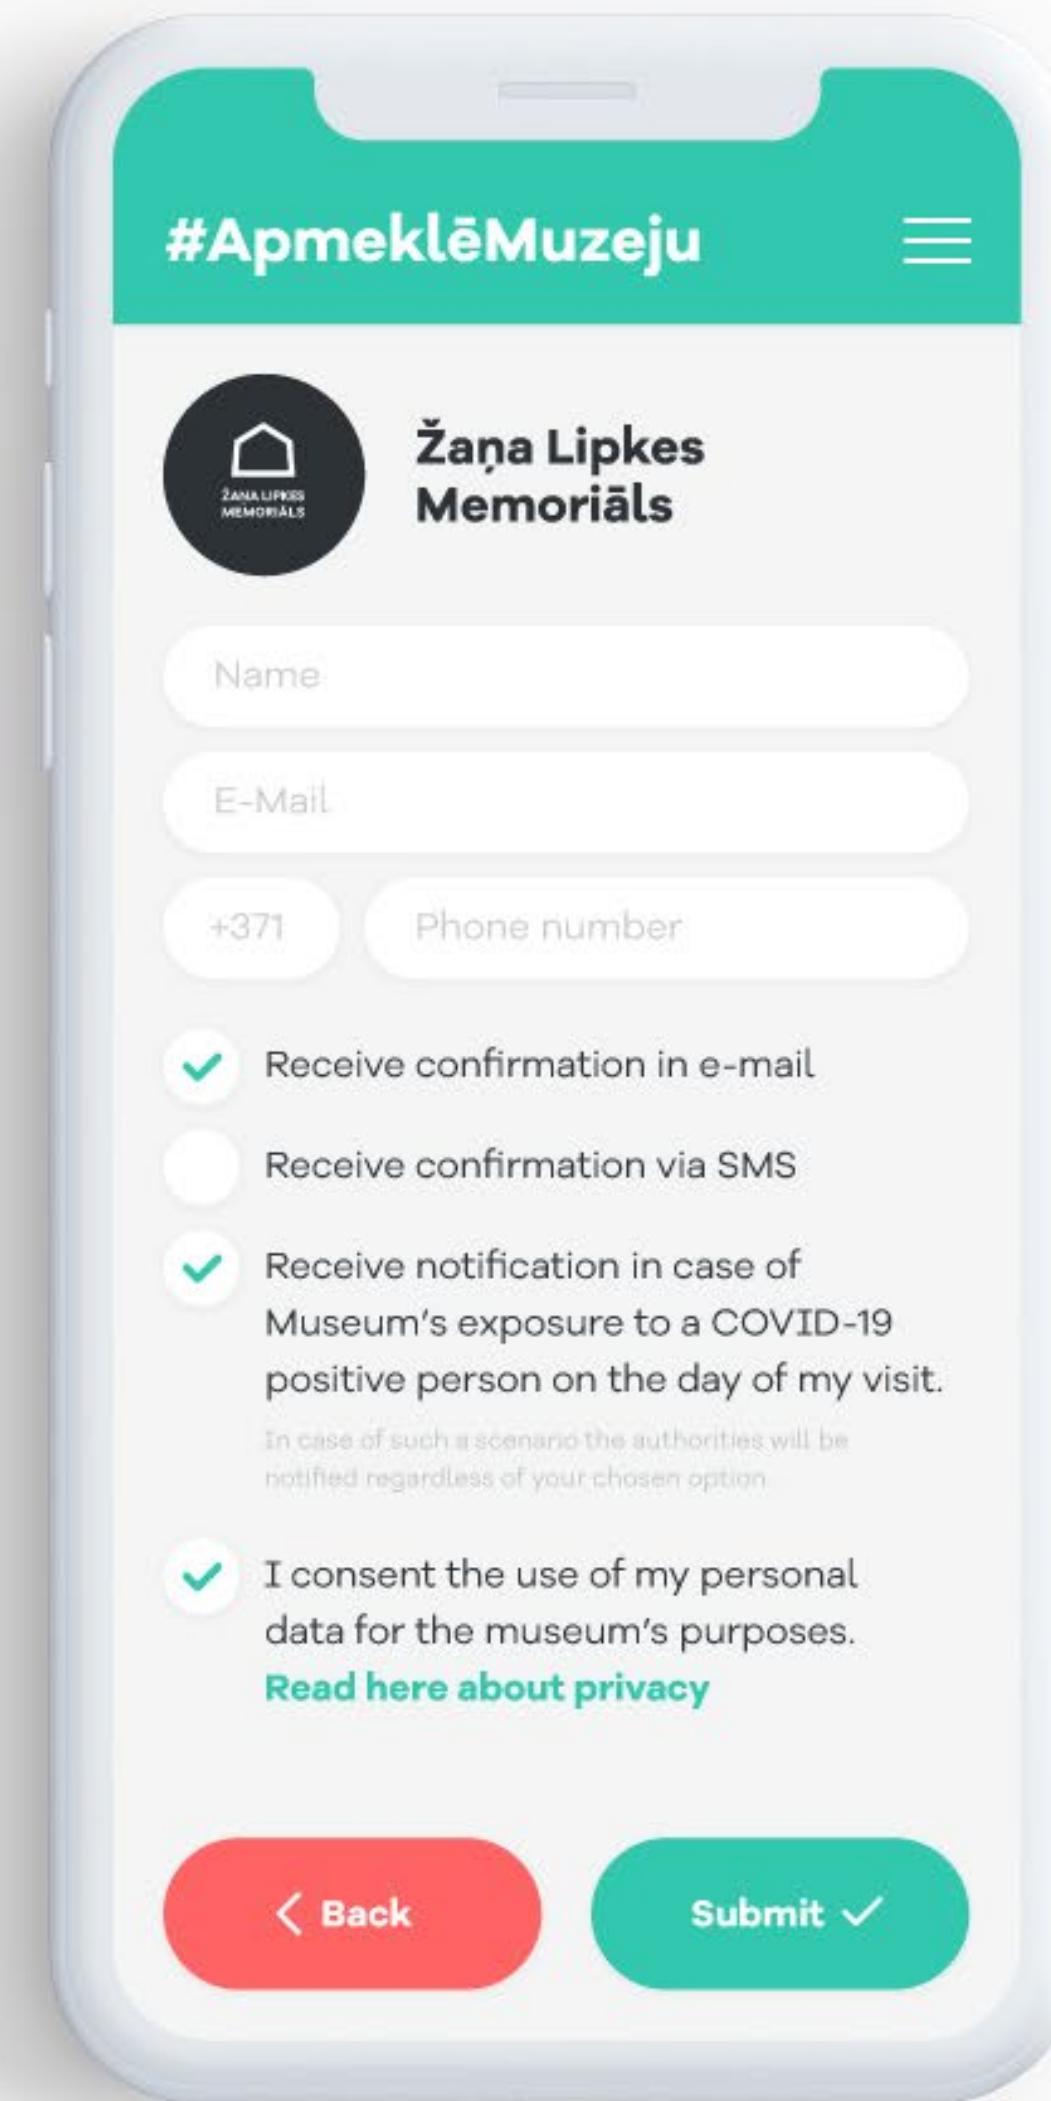 #ApmeklēMuzeju
ŽAŅA LIPKES
MEMORIĀLS
Žaņa Lipkes
Memoriāls
Name
E-Mail
+371 Phone number
Receive confirmation in e-mail
Receive confirmation via SMS
Receive notification in case of
Museum's exposure to a COVID-19
positive person on the day of my visit.
In case of such a scenario the authorities will be
notified regardless of your chosen option.
I consent the use of my personal
data for the museum's purposes.
Read here about privacy
Back
Submit